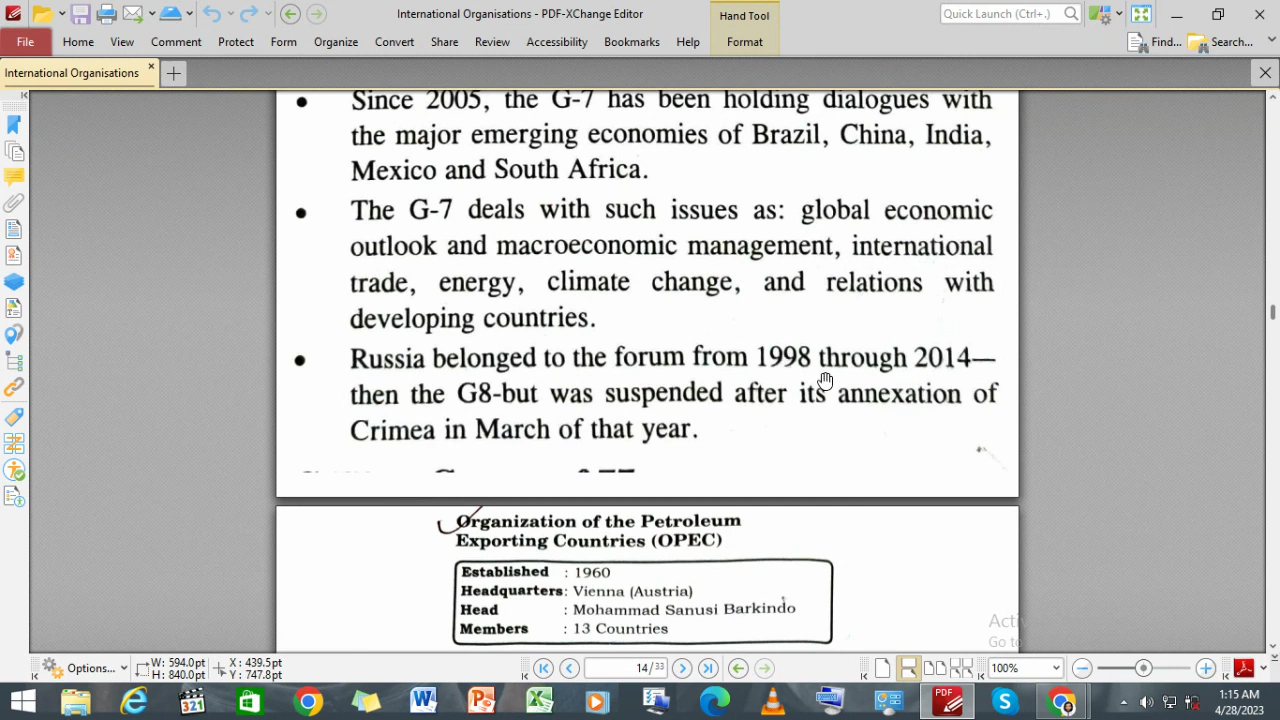 International Organisations - PDF-XChange Editor
Hand Tool
Quick Launch (Ctrl+.)
File
Home
View
Comment
Protect
Form
Organize
Convert
Share
Review
Accessibility
Bookmarks
Help
Format
Find...
Search...
International Organisations
• Since 2005, the G-7 has been holding dialogues with
the major emerging economies of Brazil, China, India,
Mexico and South Africa.
• The G-7 deals with such issues as: global economic
outlook and macroeconomic management, international
trade, energy, climate change, and relations with
developing countries.
• Russia belonged to the forum from 1998 through 2014—
then the G8-but was suspended after its annexation of
Crimea in March of that year.
Organization of the Petroleum
Exporting Countries (OPEC)
Established : 1960
Headquarters: Vienna (Austria)
Head : Mohammad Sanusi Barkindo
Members : 13 Countries
Go to
Options...
W: 594.0pt
H: 840.0pt
X: 439.5pt
Y: 747.8pt
14/33
100%
321
PDF
1:15 AM
4/28/2023